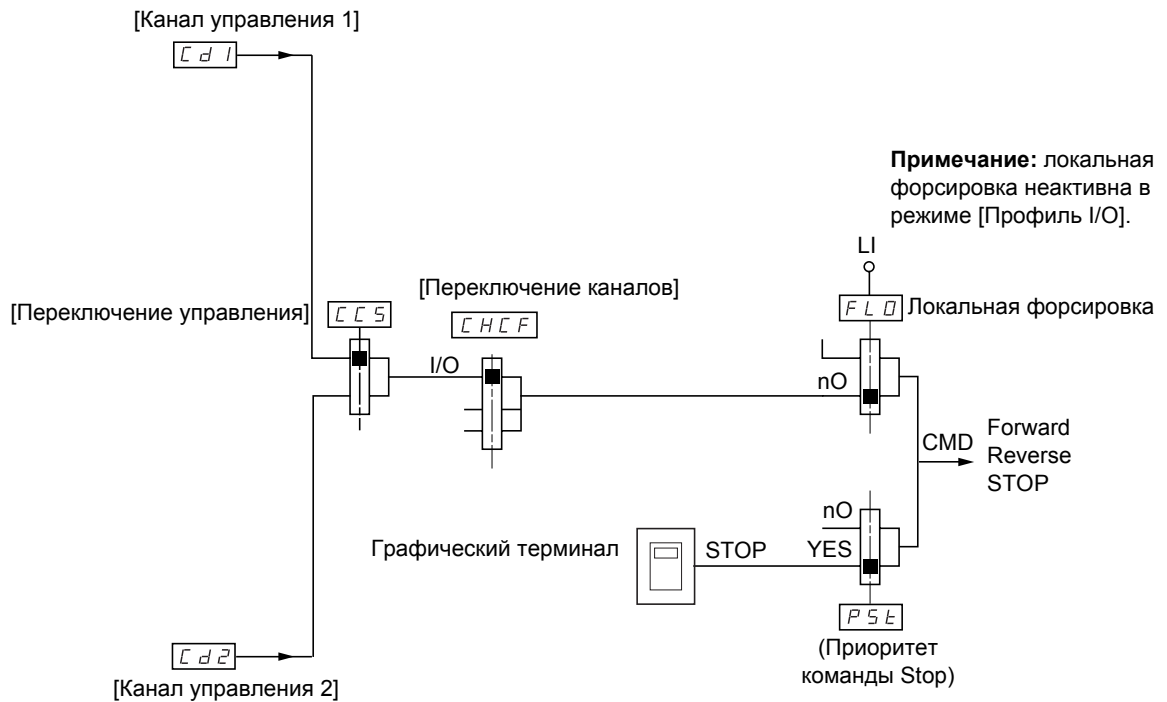 [Канал управления 1]
Cd1
Примечание: локальная
форсировка неактивна в
режиме [Профиль I/O].
LI
[Переключение каналов]
[Переключение управления]
CCS
CHCF
FLO
Локальная форсировка
I/O
nO
CMD
Forward
Reverse
STOP
nO
Графический терминал
STOP
YES
PSt
(Приоритет
команды Stop)
Cd2
[Канал управления 2]